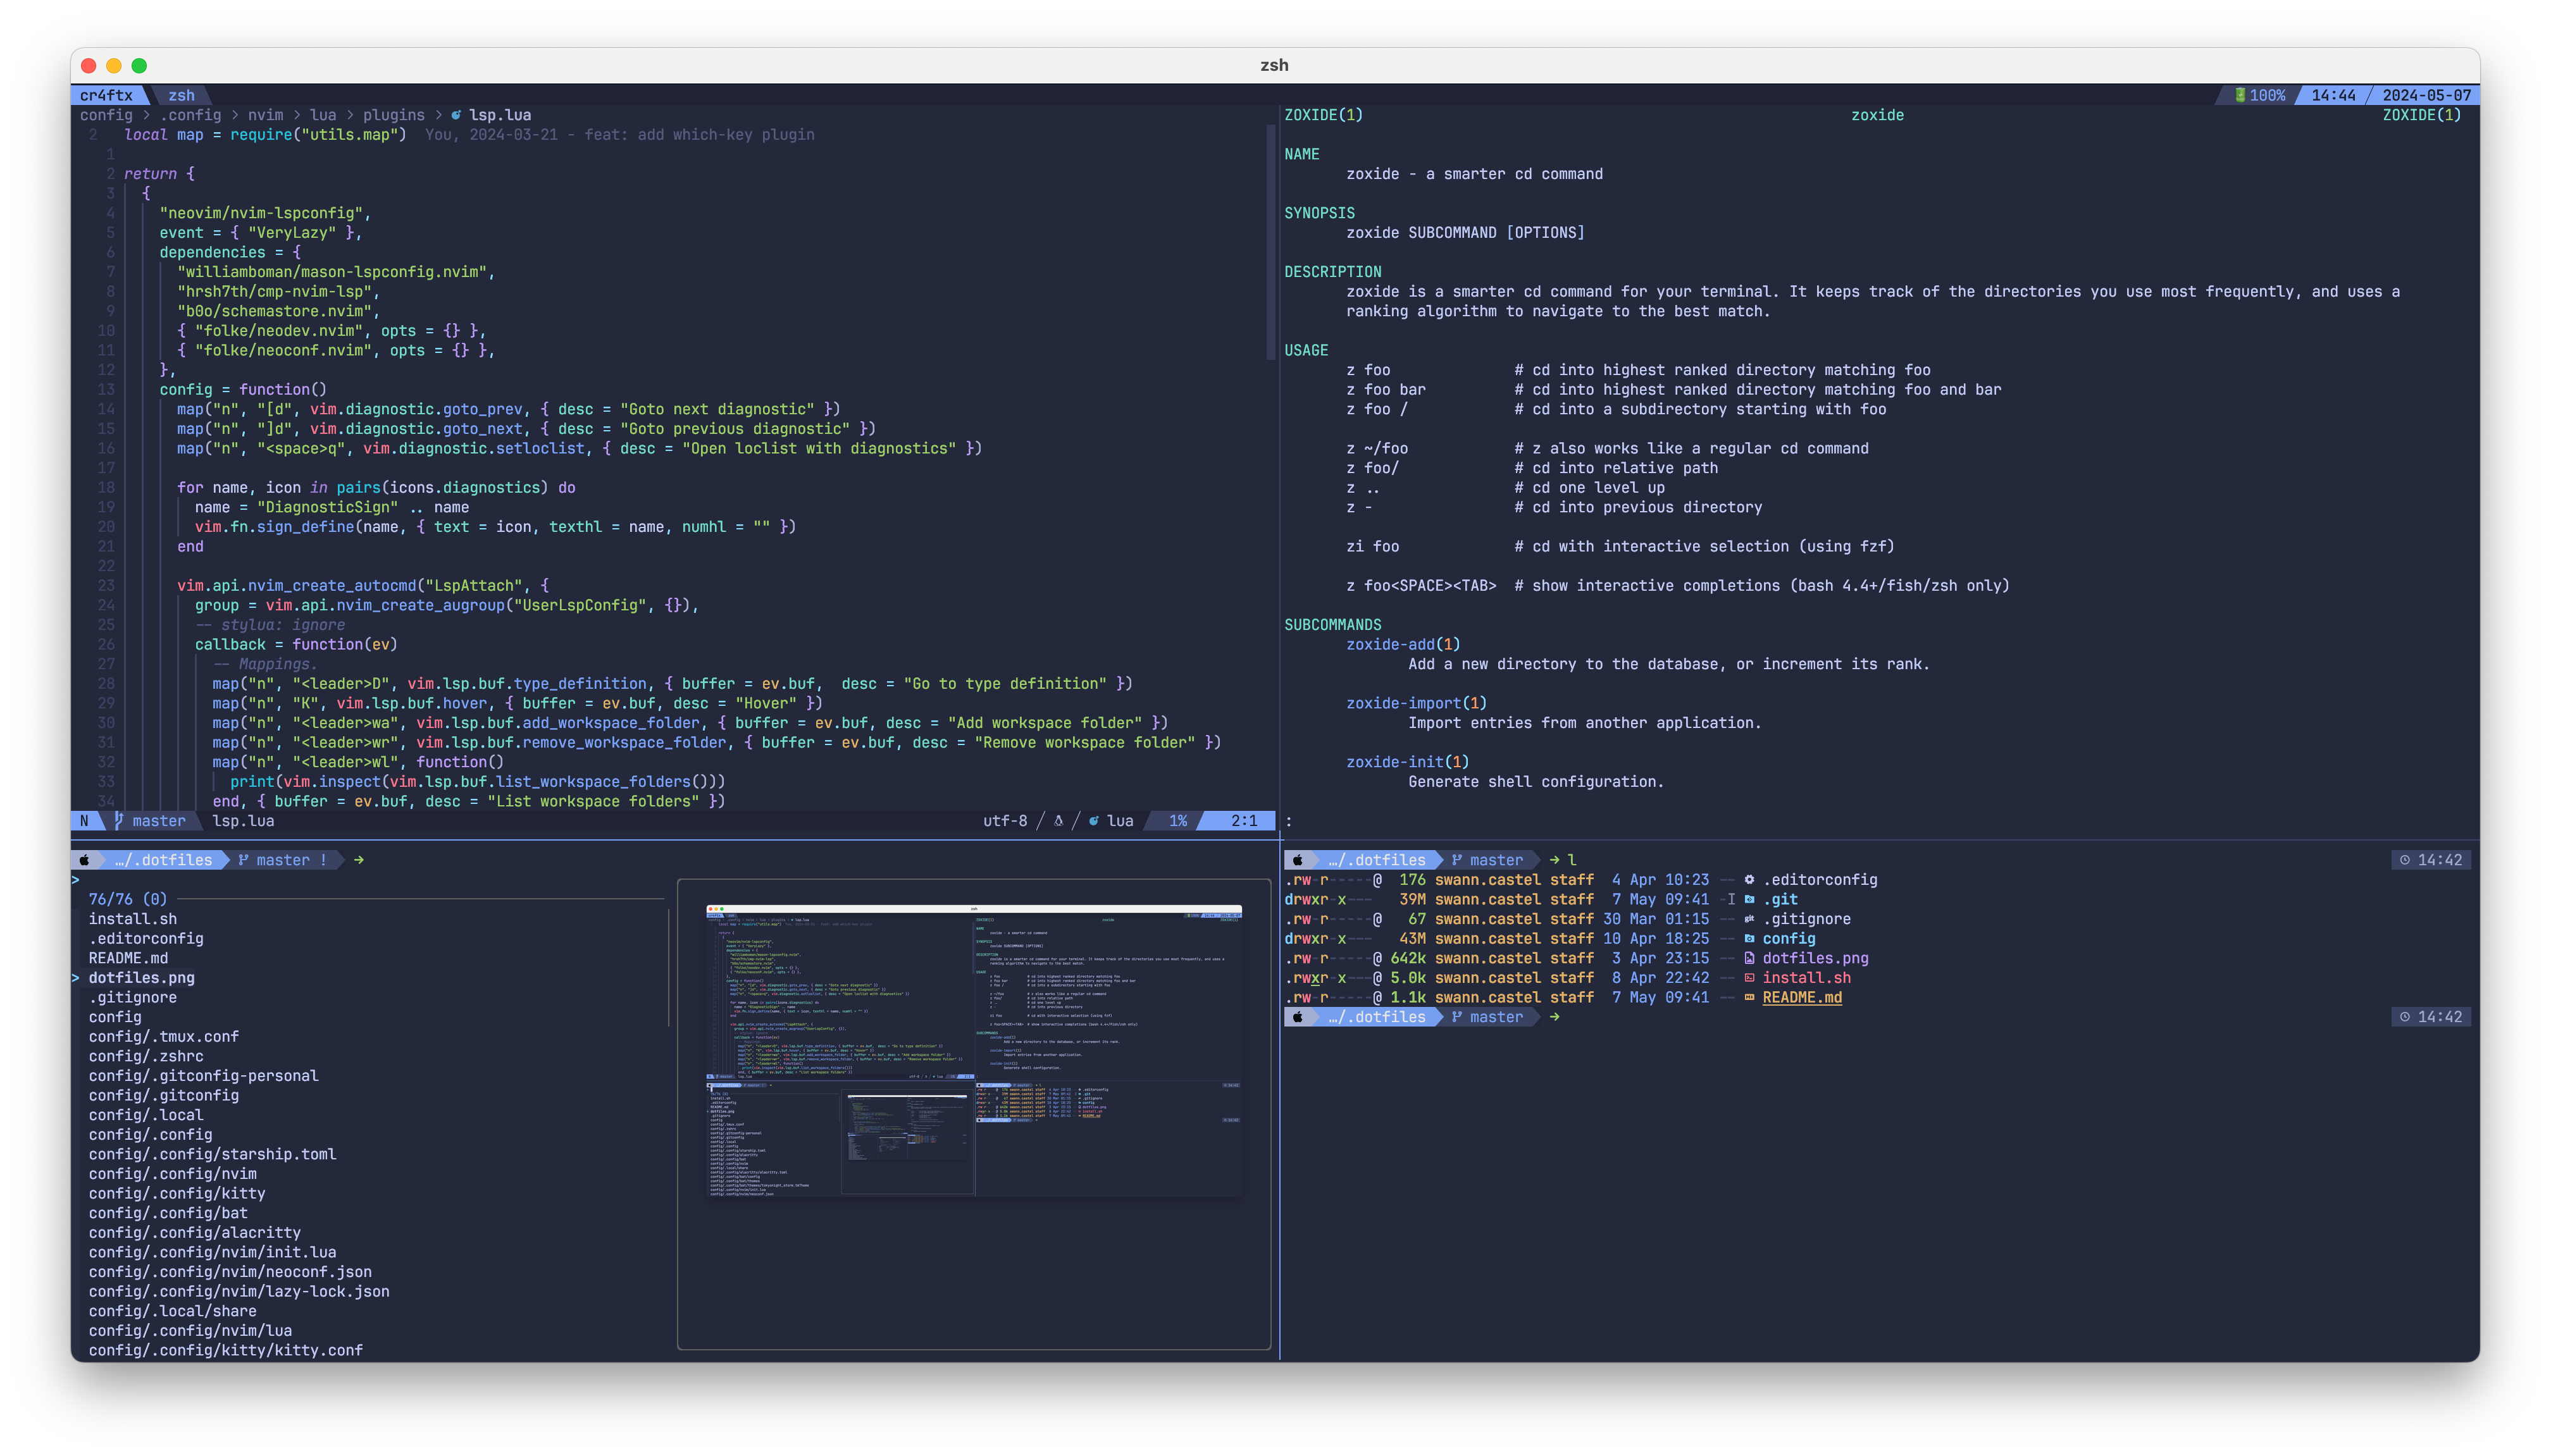 zsh
cr4ftx zsh 100% 14:44 2024-05-07
config > .config > nvim > lua > plugins > lsp.lua
2 local map = require("utils.map") You, 2024-03-21 - feat: add which-key plugin
1
2 return {
3 {
4 "neovim/nvim-lspconfig",
5 event = { "VeryLazy" },
6 dependencies = {
7 "williamboman/mason-lspconfig.nvim",
8 "hrsh7th/cmp-nvim-lsp",
9 "b0o/schemastore.nvim",
10 { "folke/neodev.nvim", opts = {} },
11 { "folke/neoconf.nvim", opts = {} },
12 },
13 config = function()
14 map("n", "[d", vim.diagnostic.goto_prev, { desc = "Goto next diagnostic" })
15 map("n", "]d", vim.diagnostic.goto_next, { desc = "Goto previous diagnostic" })
16 map("n", "<space>q", vim.diagnostic.setloclist, { desc = "Open loclist with diagnostics" })
17
18 for name, icon in pairs(icons.diagnostics) do
19 name = "DiagnosticSign" .. name
20 vim.fn.sign_define(name, { text = icon, texthl = name, numhl = "" })
21 end
22
23 vim.api.nvim_create_autocmd("LspAttach", {
24 group = vim.api.nvim_create_augroup("UserLspConfig", {}),
25 -- stylua: ignore
26 callback = function(ev)
27 -- Mappings.
28 map("n", "<leader>D", vim.lsp.buf.type_definition, { buffer = ev.buf,  desc = "Go to type definition" })
29 map("n", "K", vim.lsp.buf.hover, { buffer = ev.buf, desc = "Hover" })
30 map("n", "<leader>wa", vim.lsp.buf.add_workspace_folder, { buffer = ev.buf, desc = "Add workspace folder" })
31 map("n", "<leader>wr", vim.lsp.buf.remove_workspace_folder, { buffer = ev.buf, desc = "Remove workspace folder" })
32 map("n", "<leader>wl", function()
33 print(vim.inspect(vim.lsp.buf.list_workspace_folders()))
34 end, { buffer = ev.buf, desc = "List workspace folders" })
N master lsp.lua utf-8 / / lua 1% 2:1
ZOXIDE(1) zoxide ZOXIDE(1)
NAME
zoxide - a smarter cd command
SYNOPSIS
zoxide SUBCOMMAND [OPTIONS]
DESCRIPTION
zoxide is a smarter cd command for your terminal. It keeps track of the directories you use most frequently, and uses a
ranking algorithm to navigate to the best match.
USAGE
z foo # cd into highest ranked directory matching foo
z foo bar # cd into highest ranked directory matching foo and bar
z foo / # cd into a subdirectory starting with foo
z ~/foo # z also works like a regular cd command
z foo/ # cd into relative path
z .. # cd one level up
z - # cd into previous directory
zi foo # cd with interactive selection (using fzf)
z foo<SPACE><TAB> # show interactive completions (bash 4.4+/fish/zsh only)
SUBCOMMANDS
zoxide-add(1)
Add a new directory to the database, or increment its rank.
zoxide-import(1)
Import entries from another application.
zoxide-init(1)
Generate shell configuration.
:
…/.dotfiles master ! →
>
76/76 (0)
install.sh
.editorconfig
README.md
> dotfiles.png
.gitignore
config
config/.tmux.conf
config/.zshrc
config/.gitconfig-personal
config/.gitconfig
config/.local
config/.config
config/.config/starship.toml
config/.config/nvim
config/.config/kitty
config/.config/bat
config/.config/alacritty
config/.config/nvim/init.lua
config/.config/nvim/neoconf.json
config/.config/nvim/lazy-lock.json
config/.local/share
config/.config/nvim/lua
config/.config/kitty/kitty.conf
…/.dotfiles master → l 14:42
.rw-r-----@ 176 swann.castel staff 4 Apr 10:23 -- .editorconfig
drwxr-x--- 39M swann.castel staff 7 May 09:41 -I .git
.rw-r-----@ 67 swann.castel staff 30 Mar 01:15 -- .gitignore
drwxr-x--- 43M swann.castel staff 10 Apr 18:25 -- config
.rw-r-----@ 642k swann.castel staff 3 Apr 23:15 -- dotfiles.png
.rwxr-x---@ 5.0k swann.castel staff 8 Apr 22:42 -- install.sh
.rw-r-----@ 1.1k swann.castel staff 7 May 09:41 -- README.md
…/.dotfiles master → 14:42